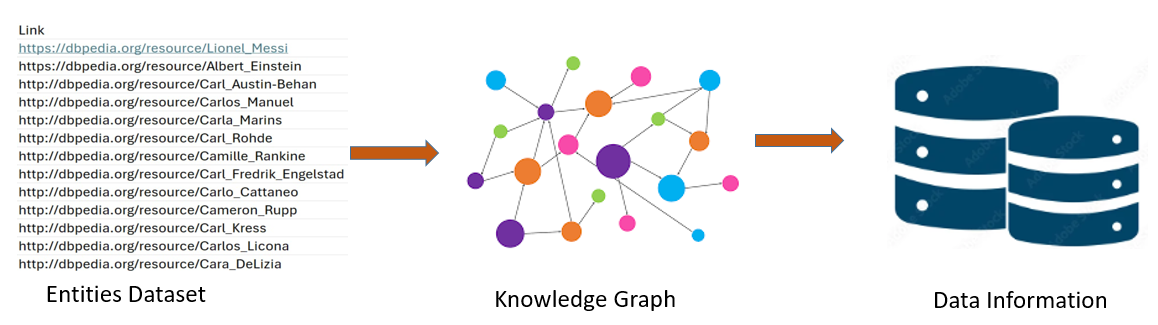 Link
https://dbpedia.org/resource/Lionel_Messi
https://dbpedia.org/resource/Albert_Einstein
http://dbpedia.org/resource/Carl_Austin-Behan
http://dbpedia.org/resource/Carlos_Manuel
http://dbpedia.org/resource/Carla_Marins
http://dbpedia.org/resource/Carl_Rohde
http://dbpedia.org/resource/Camille_Rankine
http://dbpedia.org/resource/Carl_Fredrik_Engelstad
http://dbpedia.org/resource/Carlo_Cattaneo
http://dbpedia.org/resource/Cameron_Rupp
http://dbpedia.org/resource/Carl_Kress
http://dbpedia.org/resource/Carlos_Licona
http://dbpedia.org/resource/Cara_DeLizia
Entities Dataset
Knowledge Graph
Data Information